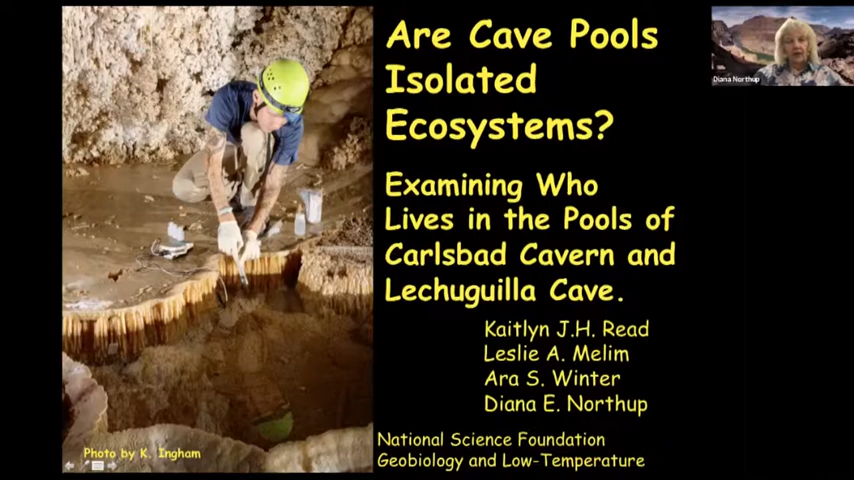 Are Cave Pools
Isolated
Ecosystems?
Examining Who
Lives in the Pools of
Carlsbad Cavern and
Lechuguilla Cave.
Kaitlyn J.H. Read
Leslie A. Melim
Ara S. Winter
Diana E. Northup
National Science Foundation
Geobiology and Low-Temperature
Photo by K. Ingham
Diana Northup